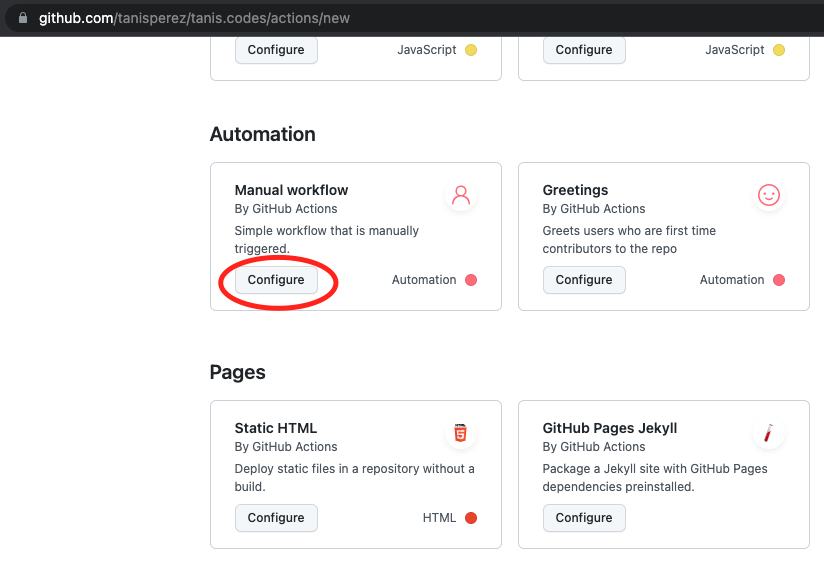 github.com/tanisperez/tanis.codes/actions/new
Configure
JavaScript
Configure
JavaScript
Automation
Manual workflow
By GitHub Actions
Simple workflow that is manually
triggered.
Configure
Automation
Greetings
By GitHub Actions
Greets users who are first time
contributors to the repo
Configure
Automation
Pages
Static HTML
By GitHub Actions
Deploy static files in a repository without a
build.
Configure
HTML
GitHub Pages Jekyll
By GitHub Actions
Package a Jekyll site with GitHub Pages
dependencies preinstalled.
Configure